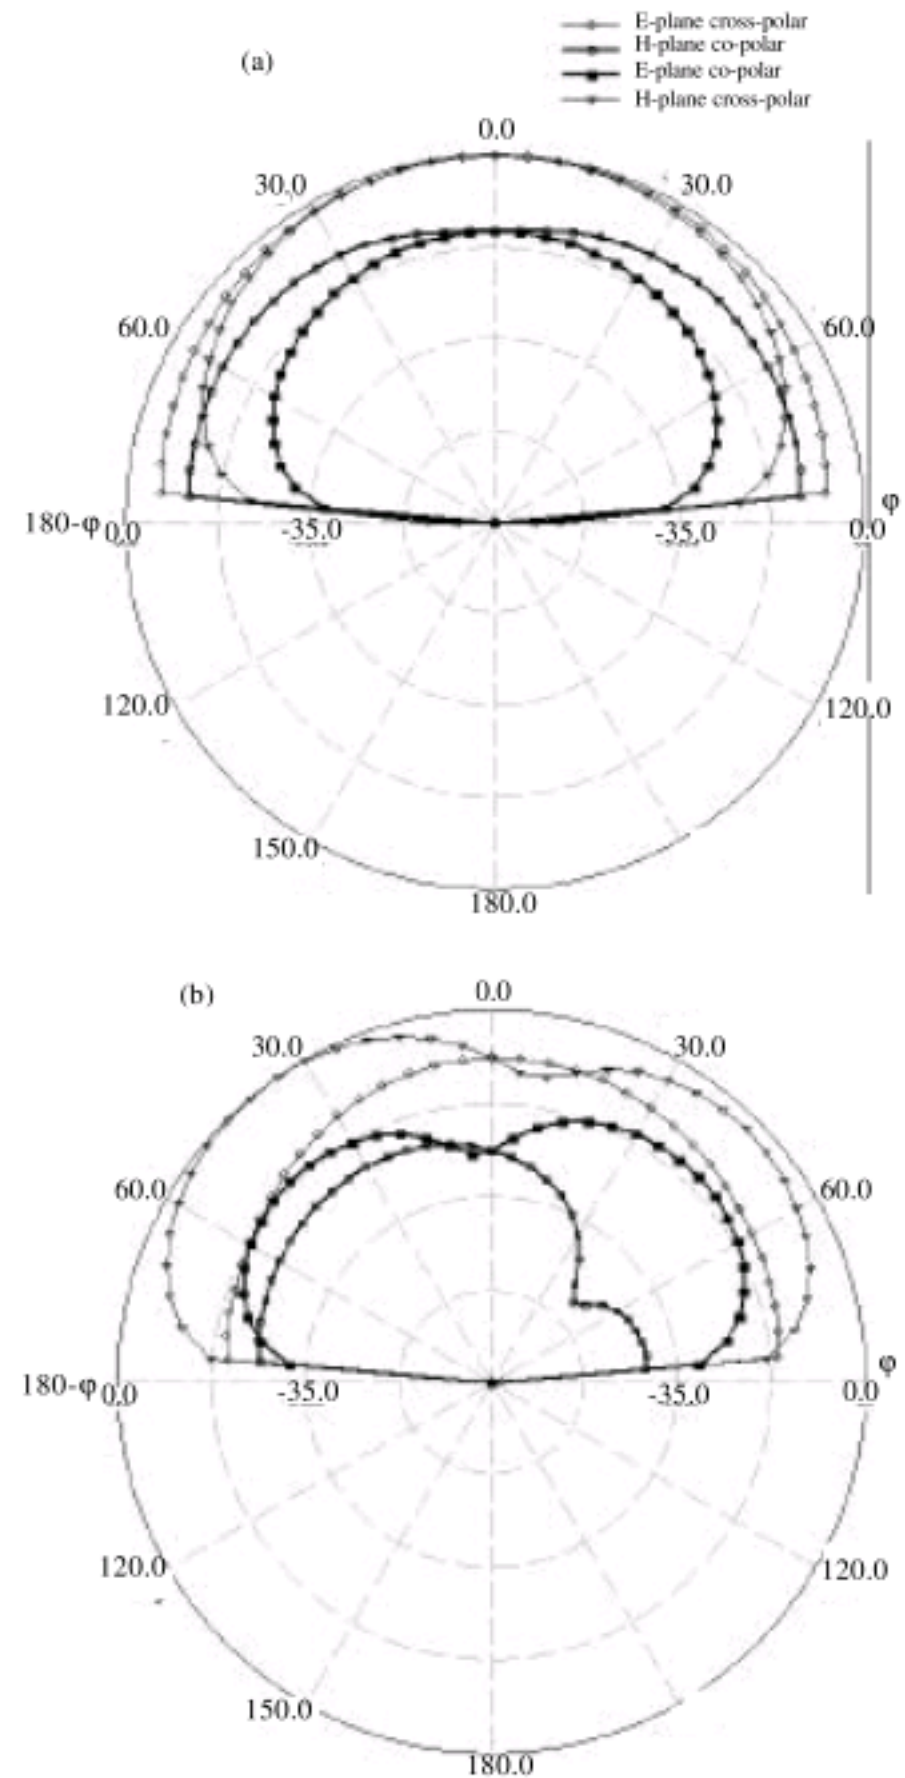 E-plane cross-polar
H-plane co-polar
E-plane co-polar
H-plane cross-polar
(a)
0.0
30.0 30.0
60.0 60.0
180-φ 0.0 -35.0 -35.0 0.0 φ
120.0 120.0
150.0
180.0
(b)
0.0
30.0 30.0
60.0 60.0
180-φ 0.0 -35.0 -35.0 0.0 φ
120.0 120.0
150.0
180.0